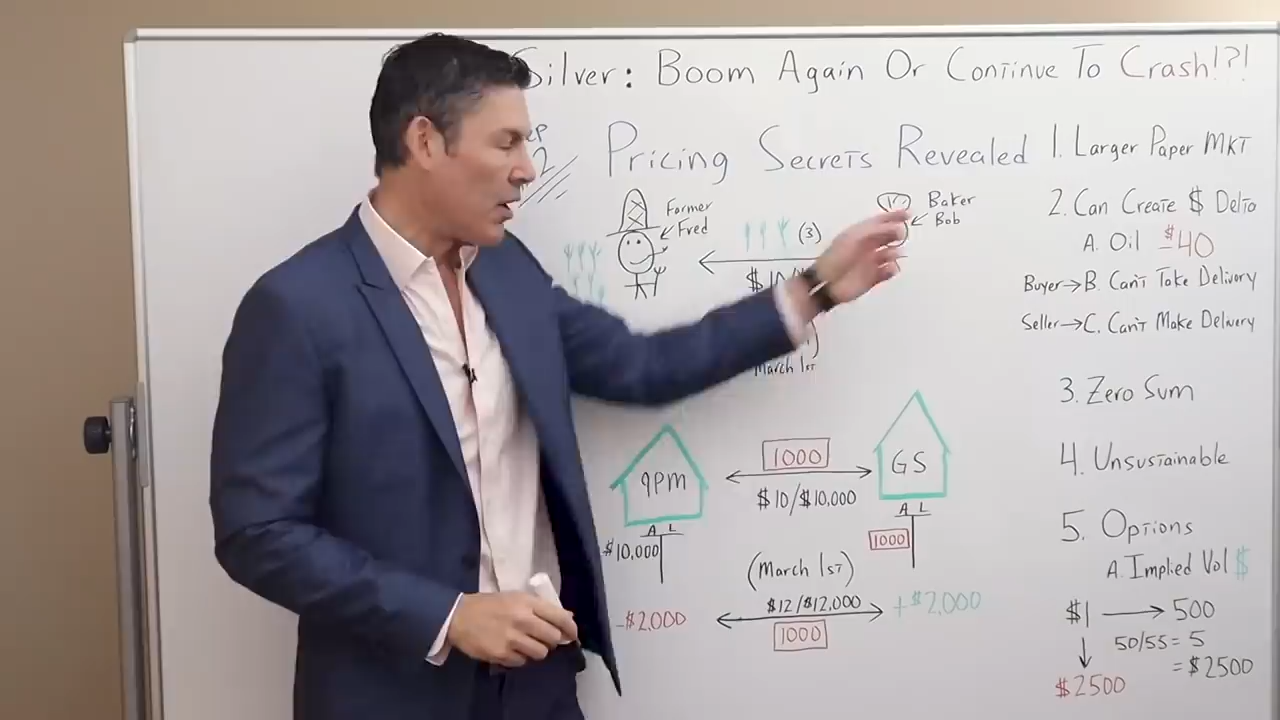 Silver: Boom Again Or Continue To Crash!?!
Pricing Secrets Revealed
Farmer
Fred
(3)
Baker
Bob
March 1st
1000
$10/$10,000
9pm
GS
A L
$10,000
A L
1000
(March 1st)
$12/$12,000
-$2,000
+$2,000
1000
1. Larger Paper MKT
2. Can Create $ Delta
A. Oil -$40
Buyer→B. Can't Take Delivery
Seller→C. Can't Make Delivery
3. Zero Sum
4. Unsustainable
5. Options
A. Implied Vol $
$1 → 500
50/55 = 5
= $2500
$2500